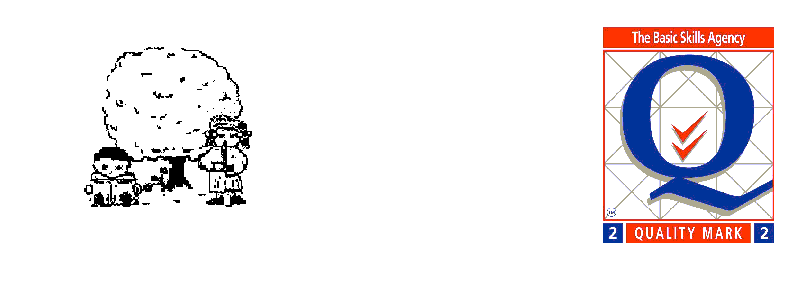 The Basic Skills Agency
Q
2 QUALITY MARK 2